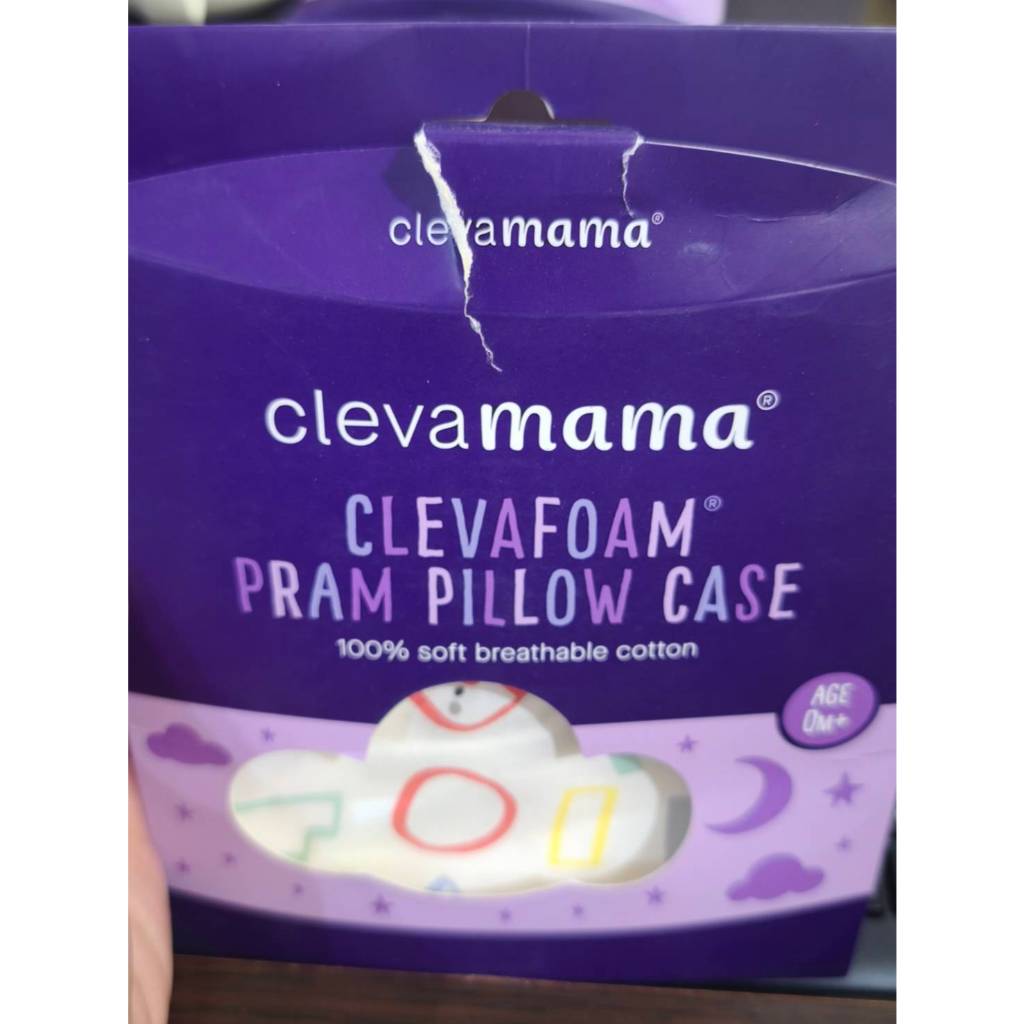 clevamama®
clevamama®
CLEVAFOAM®
PRAM PILLOW CASE
100% soft breathable cotton
AGE
0M+